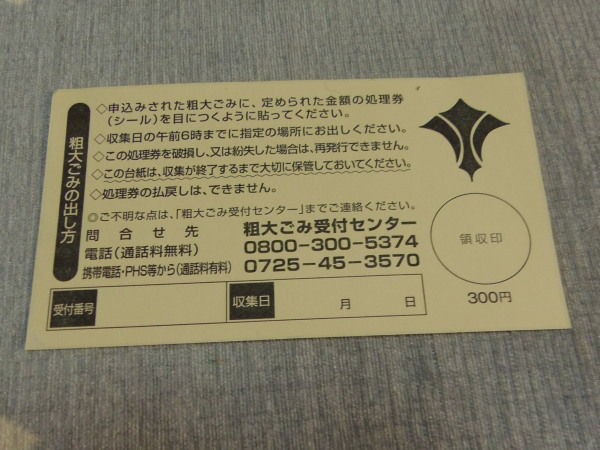 粗大ごみの出し方
◇申込みされた粗大ごみに、定められた金額の処理券
(シール)を目につくように貼ってください。
◇収集日の午前6時までに指定の場所にお出しください。
◇この処理券を破損し、又は紛失した場合は、再発行できません。
◇この台紙は、収集が終了するまで大切に保管しておいてください。
◇処理券の払戻しは、できません。
◎ご不明な点は、「粗大ごみ受付センター」までご連絡ください。
問合せ先 粗大ごみ受付センター
電話(通話料無料) 0800-300-5374
携帯電話・PHS等から(通話料有料) 0725-45-3570
領収印
300円
受付番号 収集日 月 日